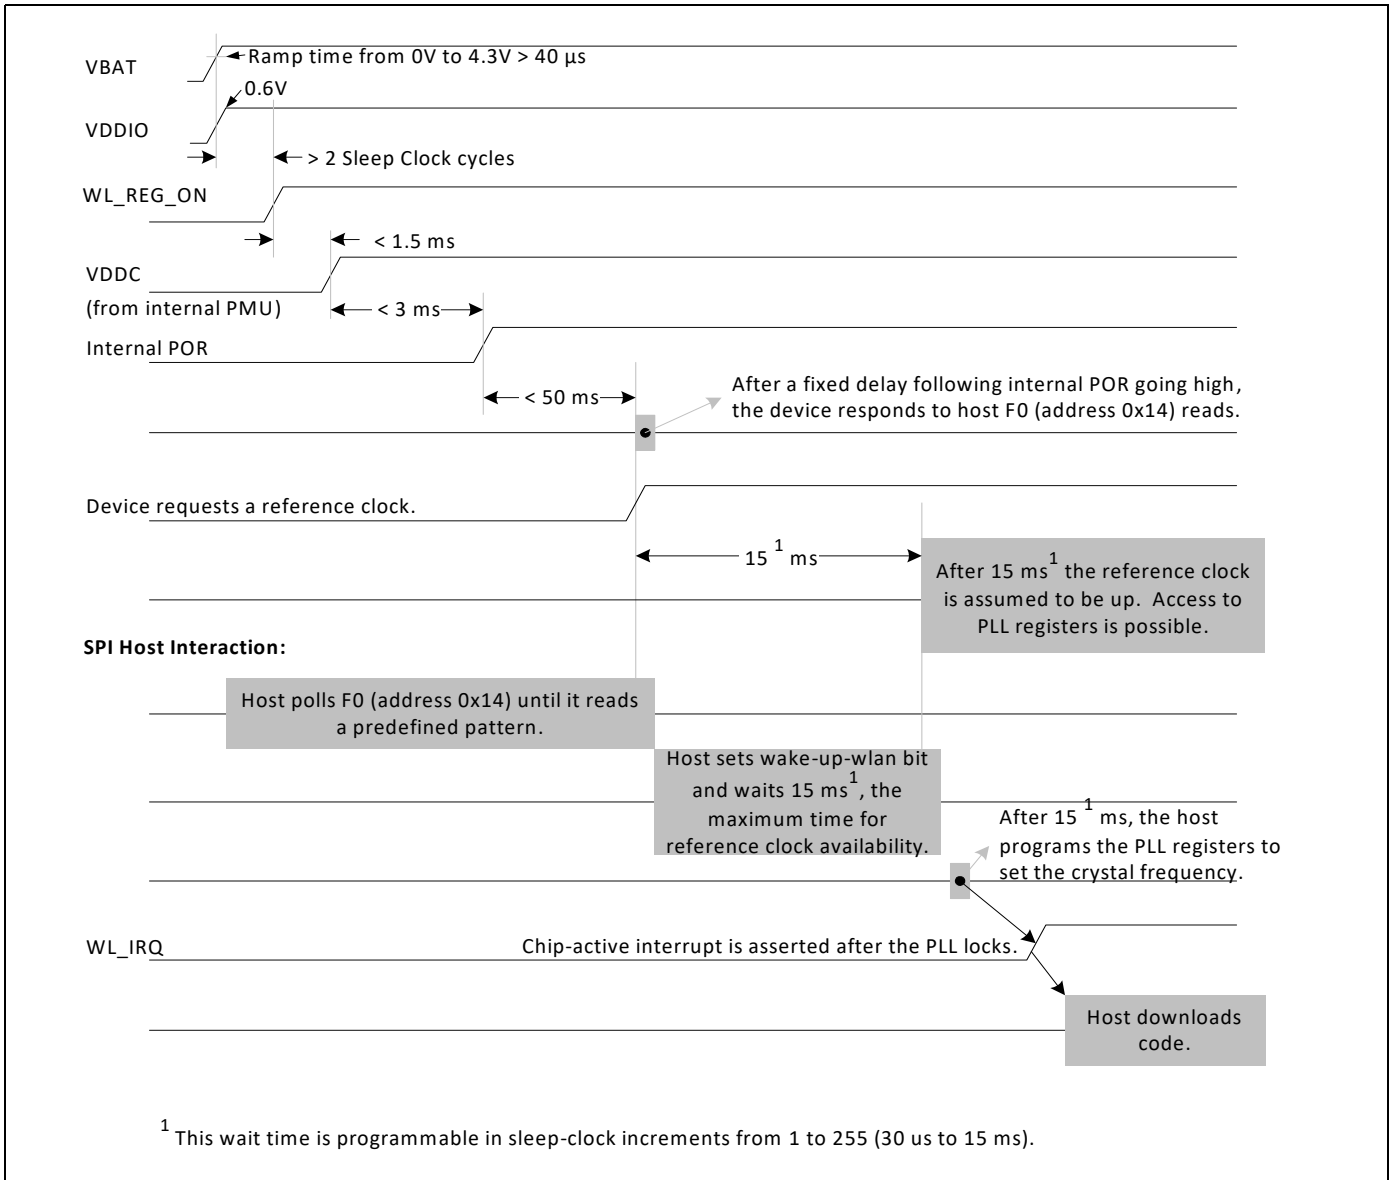 VBAT
Ramp time from 0V to 4.3V > 40 µs
0.6V
VDDIO
> 2 Sleep Clock cycles
WL_REG_ON
< 1.5 ms
VDDC
(from internal PMU)
< 3 ms
Internal POR
< 50 ms
After a fixed delay following internal POR going high,
the device responds to host F0 (address 0x14) reads.
Device requests a reference clock.
15 1 ms
After 15 ms1 the reference clock
is assumed to be up. Access to
PLL registers is possible.
SPI Host Interaction:
Host polls F0 (address 0x14) until it reads
a predefined pattern.
Host sets wake-up-wlan bit
and waits 15 ms1, the
maximum time for
reference clock availability.
After 15 1 ms, the host
programs the PLL registers to
set the crystal frequency.
WL_IRQ
Chip-active interrupt is asserted after the PLL locks.
Host downloads
code.
1 This wait time is programmable in sleep-clock increments from 1 to 255 (30 us to 15 ms).